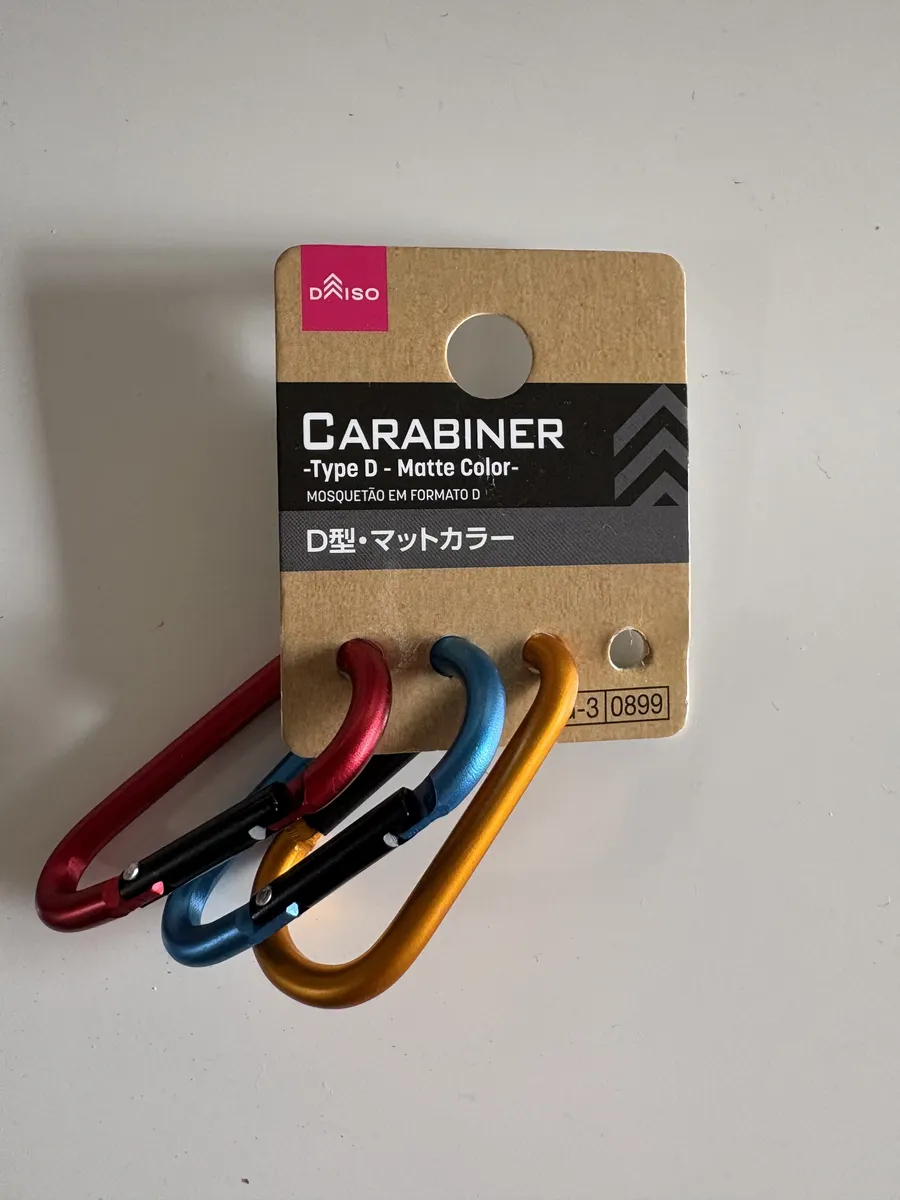 DAISO
CARABINER
-Type D - Matte Color-
MOSQUETÃO EM FORMATO D
D型・マットカラー
-3 0899